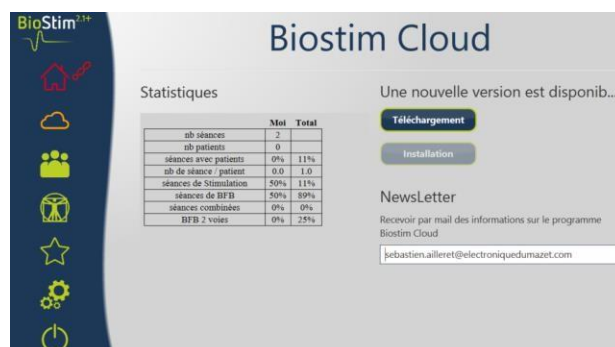 BioStim 2.1+
Biostim Cloud
Statistiques
Moi Total
nb séances 2
nb patients 0
séances avec patients 0% 11%
nb de séance / patient 0.0 1.0
séances de Stimulation 50% 11%
séances de BFB 50% 89%
séances combinées 0% 0%
BFB 2 voies 0% 25%
Une nouvelle version est disponib...
Téléchargement
Installation
NewsLetter
Recevoir par mail des informations sur le programme
Biostim Cloud
sebastien.ailleret@electroniquedumazet.com